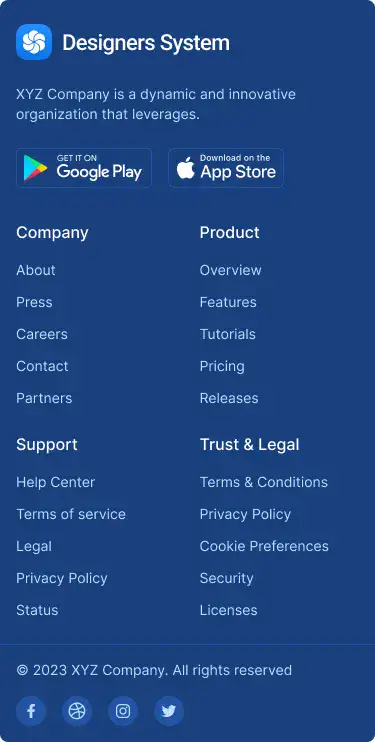 Designers System
XYZ Company is a dynamic and innovative
organization that leverages.
GET IT ON
Google Play
Download on the
App Store
Company
About
Press
Careers
Contact
Partners
Product
Overview
Features
Tutorials
Pricing
Releases
Support
Help Center
Terms of service
Legal
Privacy Policy
Status
Trust & Legal
Terms & Conditions
Privacy Policy
Cookie Preferences
Security
Licenses
© 2023 XYZ Company. All rights reserved